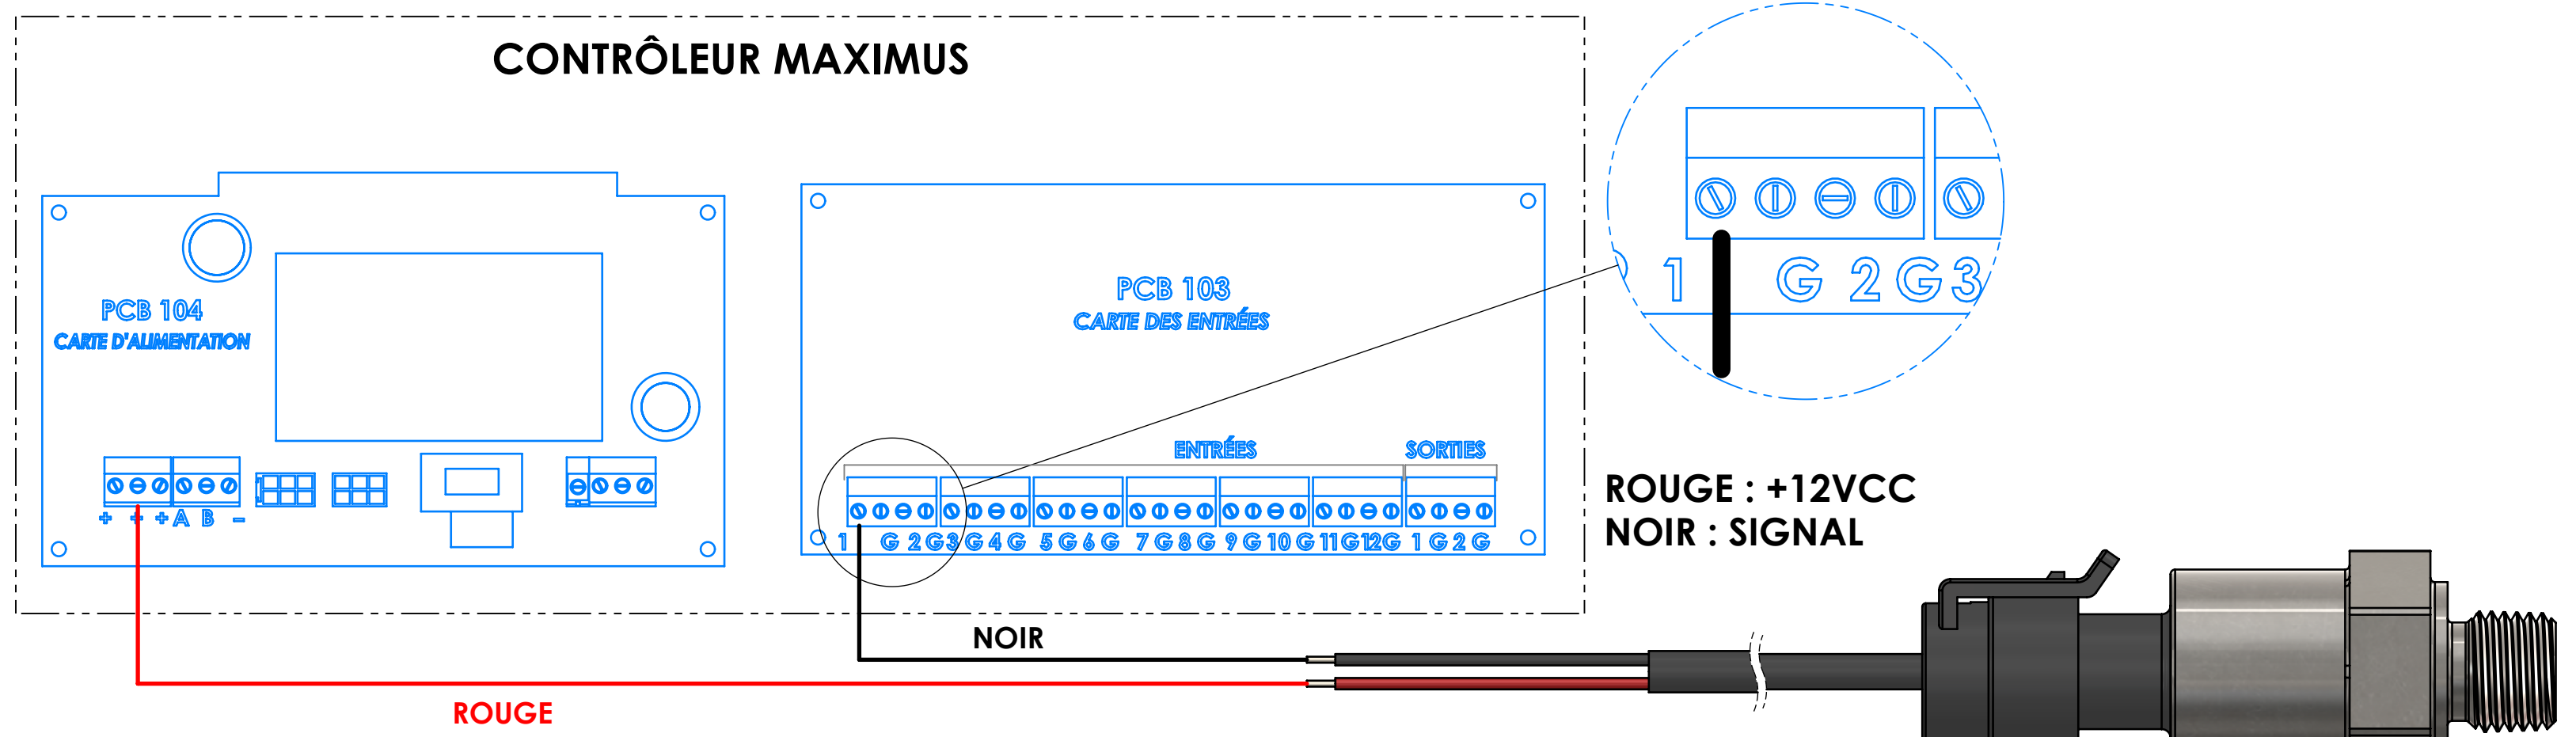 CONTRÔLEUR MAXIMUS
PCB 104
CARTE D'ALIMENTATION
+ + + A B -
PCB 103
CARTE DES ENTRÉES
ENTRÉES SORTIES
1 G 2 G 3 G 4 G 5 G 6 G 7 G 8 G 9 G 10 G 11 G 12 G 1 G 2 G
1 G 2 G 3
ROUGE : +12VCC
NOIR : SIGNAL
NOIR
ROUGE